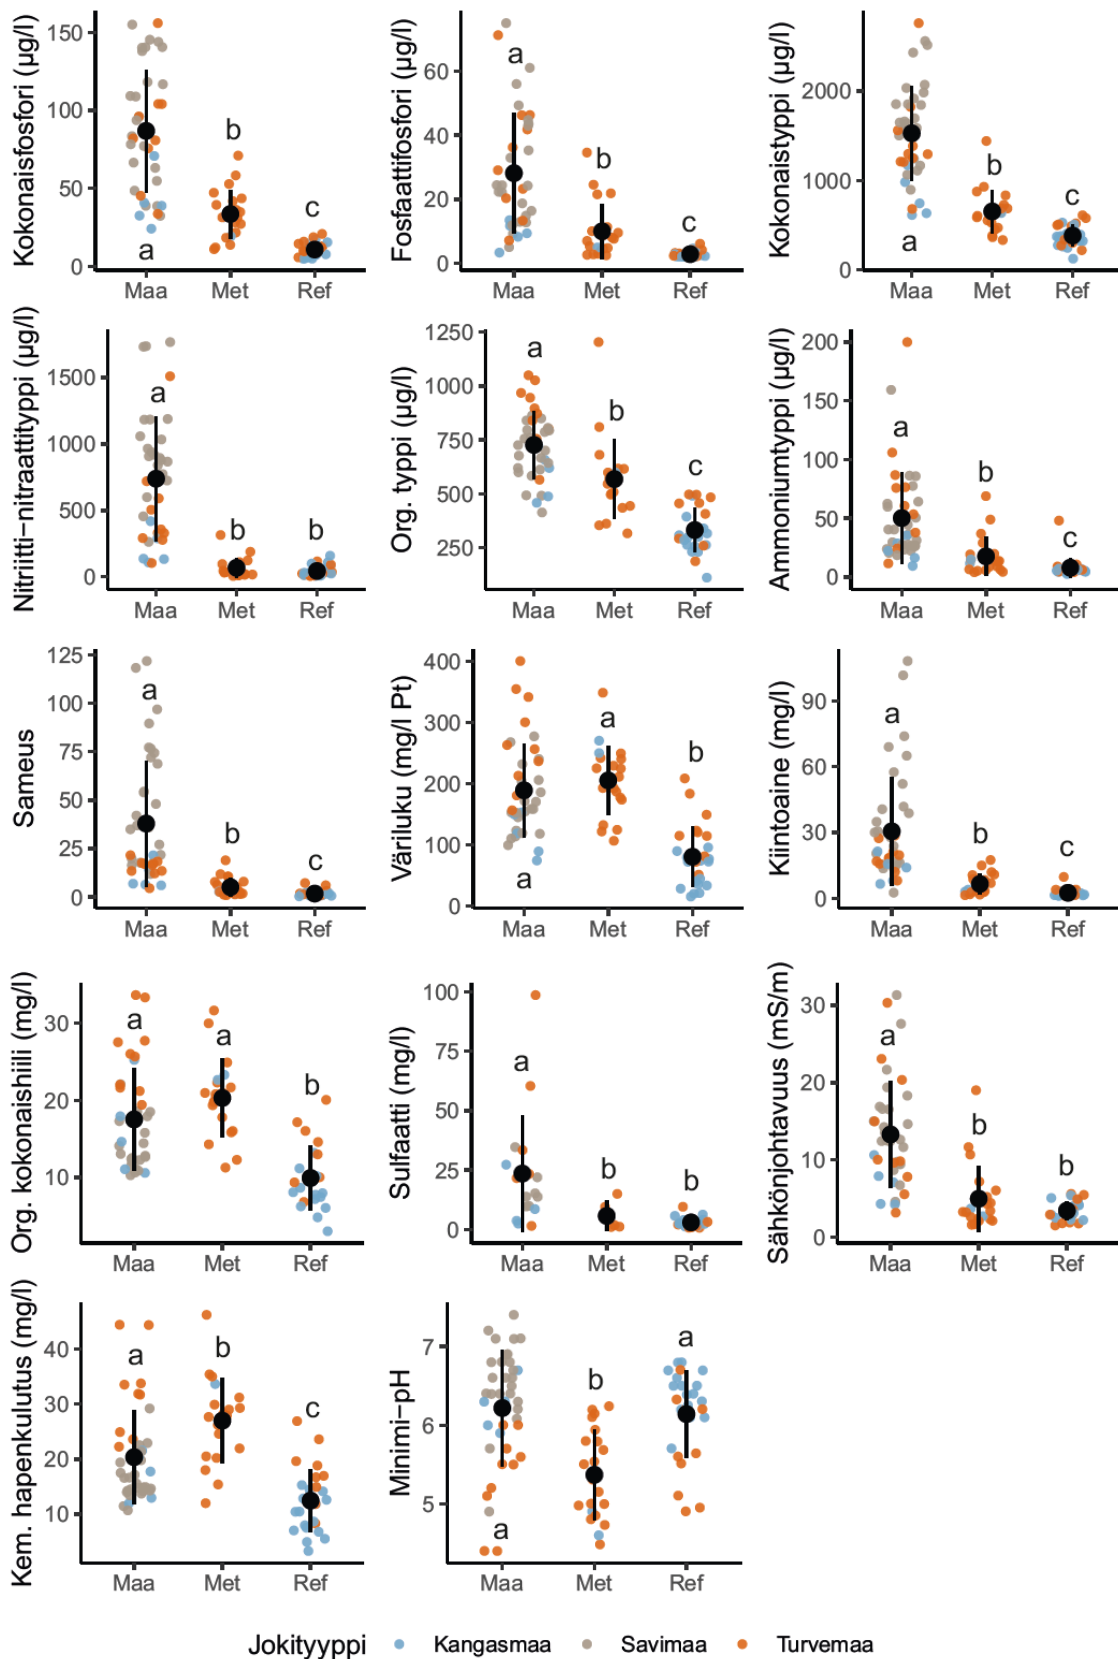 Kokonaisfosfori (µg/l)
150
100
50
0
a
b
c
Maa Met Ref
Fosfaattifosfori (µg/l)
60
40
20
0
a
b
c
Maa Met Ref
Kokonaistyppi (µg/l)
2000
1000
0
a
b
c
Maa Met Ref
Nitriitti−nitraattityppi (µg/l)
1500
1000
500
0
a
b
b
Maa Met Ref
Org. typpi (µg/l)
1250
1000
750
500
250
a
b
c
Maa Met Ref
Ammoniumtyppi (µg/l)
200
150
100
50
0
a
b
c
Maa Met Ref
Sameus
125
100
75
50
25
0
a
b
c
Maa Met Ref
Väriluku (mg/l Pt)
400
300
200
100
0
a
a
b
Maa Met Ref
Kiintoaine (mg/l)
90
60
30
0
a
b
c
Maa Met Ref
Org. kokonaishiili (mg/l)
30
20
10
a
a
b
Maa Met Ref
Sulfaatti (mg/l)
100
75
50
25
0
a
b
b
Maa Met Ref
Sähkönjohtavuus (mS/m)
30
20
10
0
a
b
b
Maa Met Ref
Kem. hapenkulutus (mg/l)
40
30
20
10
a
b
c
Maa Met Ref
Minimi−pH
7
6
5
a
b
a
Maa Met Ref
Jokityyppi Kangasmaa Savimaa Turvemaa